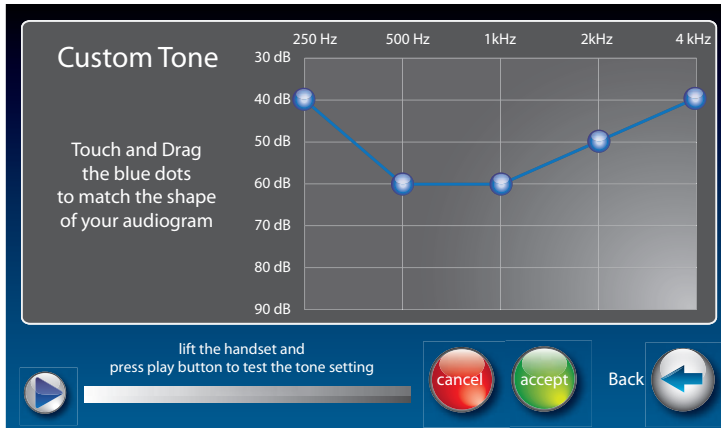 Custom Tone
Touch and Drag
the blue dots
to match the shape
of your audiogram
250 Hz 500 Hz 1kHz 2kHz 4 kHz
30 dB
40 dB
50 dB
60 dB
70 dB
80 dB
90 dB
lift the handset and
press play button to test the tone setting
cancel
accept
Back